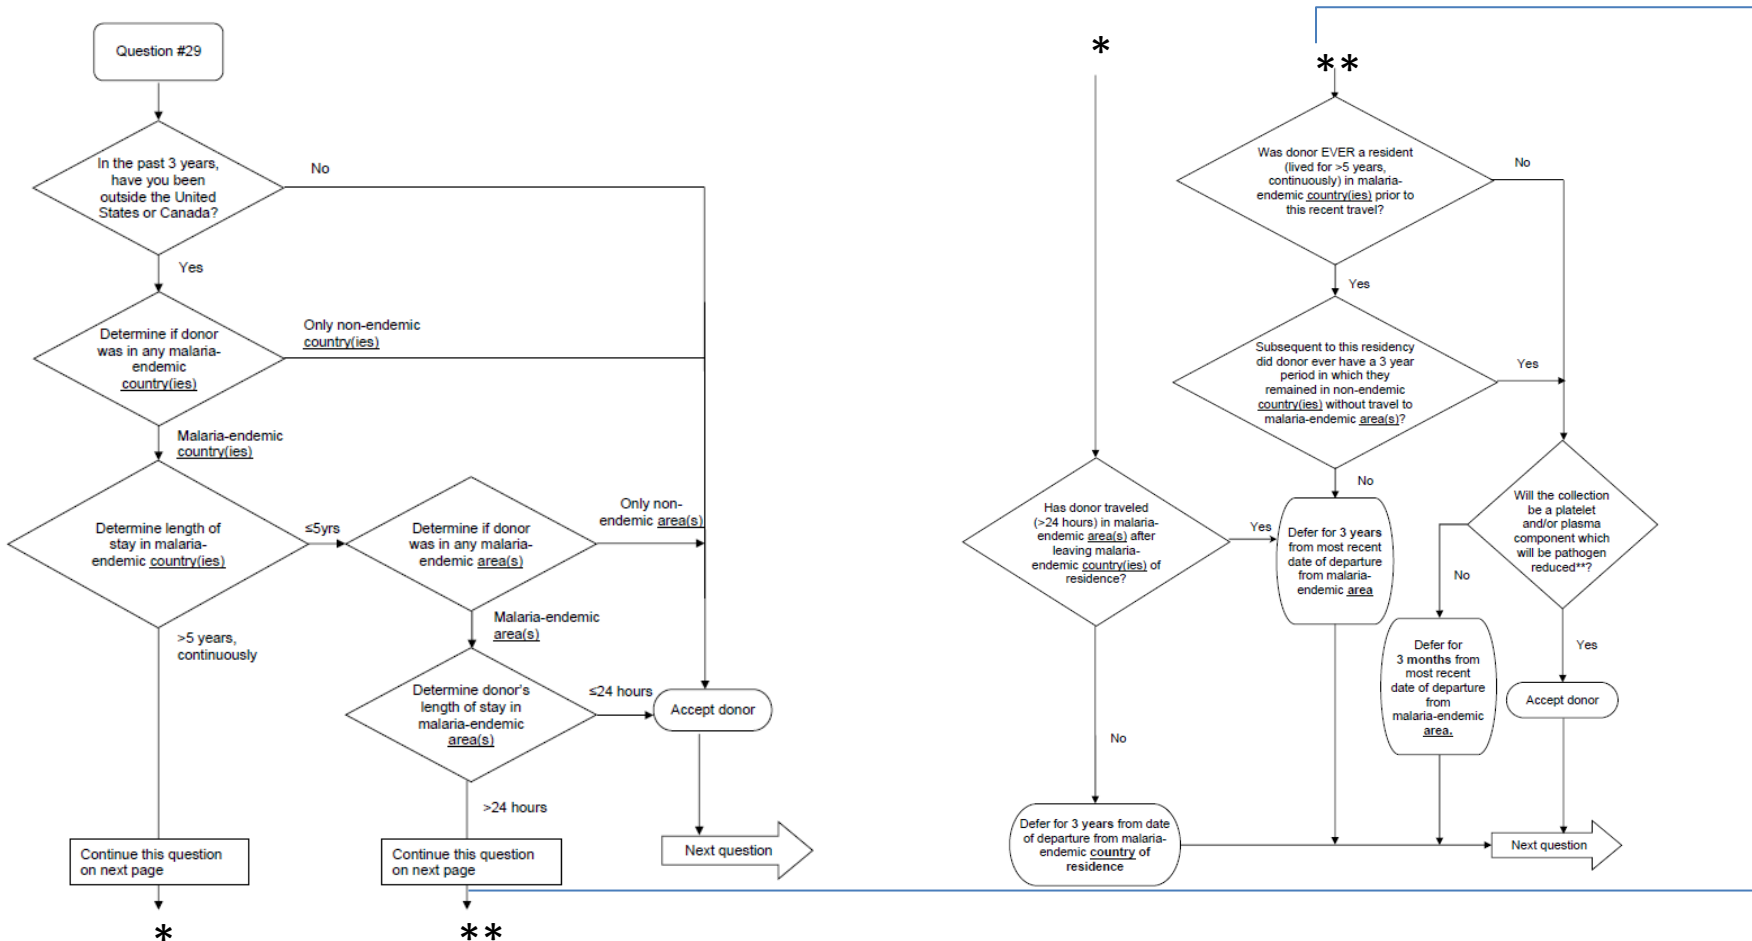 Question #29
In the past 3 years,
have you been
outside the United
States or Canada?
No
Yes
Determine if donor
was in any malaria-
endemic
country(ies)
Only non-endemic
country(ies)
Malaria-endemic
country(ies)
Determine length of
stay in malaria-
endemic country(ies)
≤5yrs
Determine if donor
was in any malaria-
endemic area(s)
Only non-
endemic area(s)
>5 years,
continuously
Malaria-endemic
area(s)
Determine donor's
length of stay in
malaria-endemic
area(s)
≤24 hours
Accept donor
>24 hours
Continue this question
on next page
Continue this question
on next page
Next question
*
**
*
**
Was donor EVER a resident
(lived for >5 years,
continuously) in malaria-
endemic country(ies) prior to
this recent travel?
No
Yes
Subsequent to this residency
did donor ever have a 3 year
period in which they
remained in non-endemic
country(ies) without travel to
malaria-endemic area(s)?
Yes
No
Has donor traveled
(>24 hours) in malaria-
endemic area(s) after
leaving malaria-
endemic country(ies) of
residence?
Yes
Defer for 3 years
from most recent
date of departure
from malaria-
endemic area
Will the collection
be a platelet
and/or plasma
component which
will be pathogen
reduced**?
No
Yes
Defer for
3 months from
most recent
date of departure
from
malaria-endemic
area.
Accept donor
No
Defer for 3 years from date
of departure from malaria-
endemic country of
residence
Next question